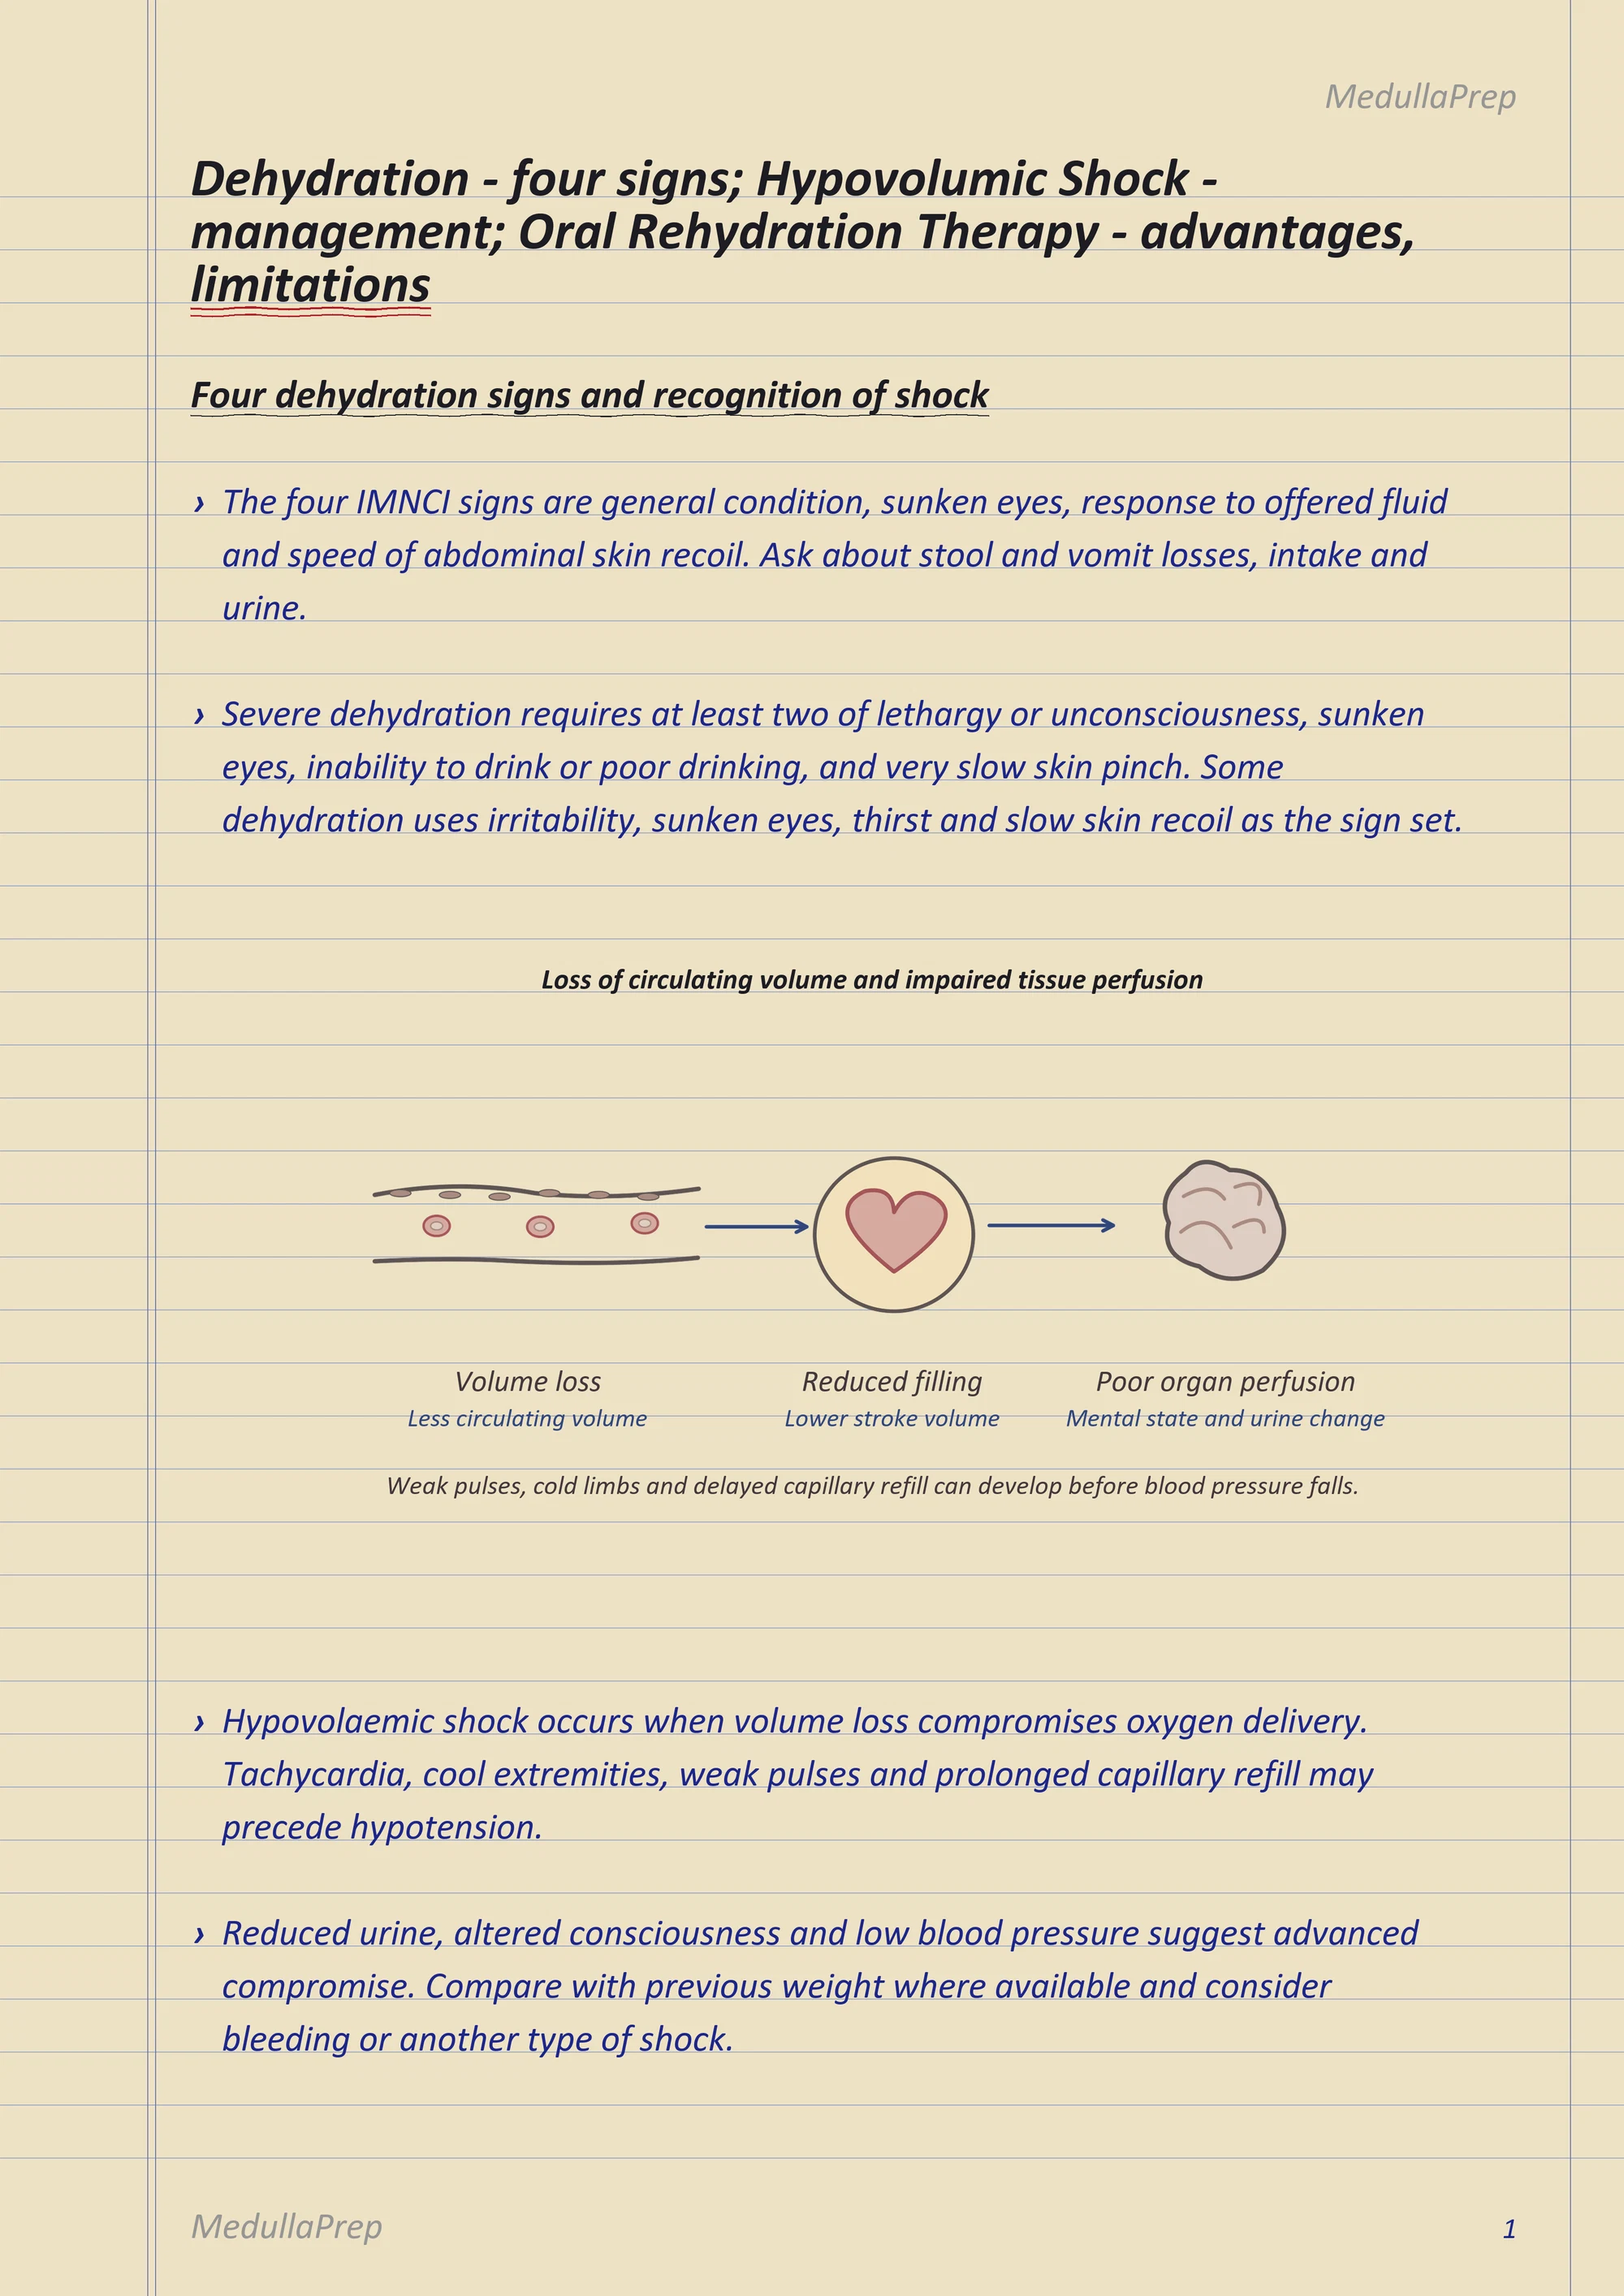 MedullaPrep
Dehydration - four signs; Hypovolumic Shock -
management; Oral Rehydration Therapy - advantages,
limitations
Four dehydration signs and recognition of shock
› The four IMNCI signs are general condition, sunken eyes, response to offered fluid
and speed of abdominal skin recoil. Ask about stool and vomit losses, intake and
urine.
› Severe dehydration requires at least two of lethargy or unconsciousness, sunken
eyes, inability to drink or poor drinking, and very slow skin pinch. Some
dehydration uses irritability, sunken eyes, thirst and slow skin recoil as the sign set.
Loss of circulating volume and impaired tissue perfusion
Volume loss Reduced filling Poor organ perfusion
Less circulating volume Lower stroke volume Mental state and urine change
Weak pulses, cold limbs and delayed capillary refill can develop before blood pressure falls.
› Hypovolaemic shock occurs when volume loss compromises oxygen delivery.
Tachycardia, cool extremities, weak pulses and prolonged capillary refill may
precede hypotension.
› Reduced urine, altered consciousness and low blood pressure suggest advanced
compromise. Compare with previous weight where available and consider
bleeding or another type of shock.
MedullaPrep 1